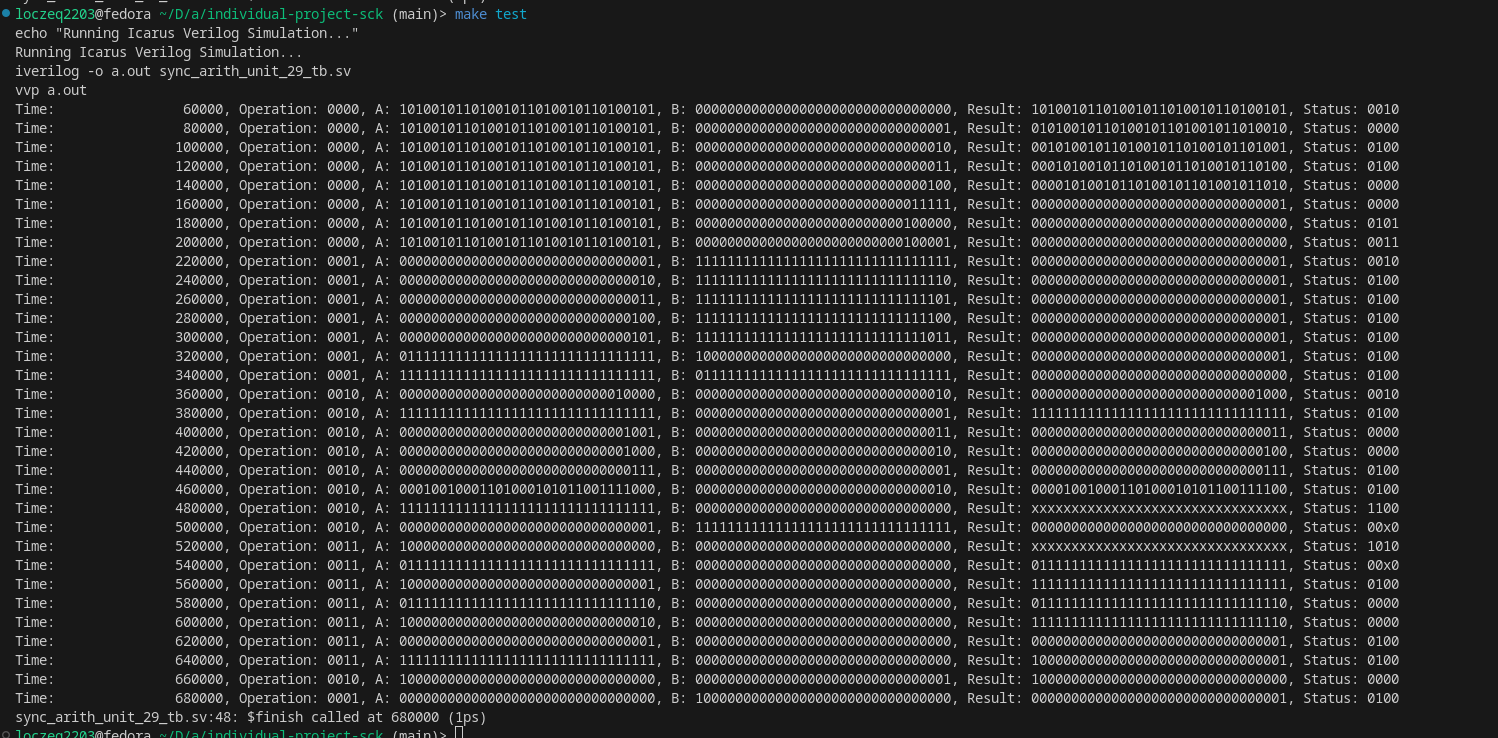 loczeq2203@fedora ~/D/a/individual-project-sck (main)> make test
echo "Running Icarus Verilog Simulation..."
Running Icarus Verilog Simulation...
iverilog -o a.out sync_arith_unit_29_tb.sv
vvp a.out
Time:                60000, Operation: 0000, A: 10100101101001011010010110100101, B: 00000000000000000000000000000000, Result: 10100101101001011010010110100101, Status: 0010
Time:                80000, Operation: 0000, A: 10100101101001011010010110100101, B: 00000000000000000000000000000001, Result: 01010010110100101101001011010010, Status: 0000
Time:               100000, Operation: 0000, A: 10100101101001011010010110100101, B: 00000000000000000000000000000010, Result: 00101001011010010110100101101001, Status: 0100
Time:               120000, Operation: 0000, A: 10100101101001011010010110100101, B: 00000000000000000000000000000011, Result: 00010100101101001011010010110100, Status: 0100
Time:               140000, Operation: 0000, A: 10100101101001011010010110100101, B: 00000000000000000000000000000100, Result: 00001010010110100101101001011010, Status: 0000
Time:               160000, Operation: 0000, A: 10100101101001011010010110100101, B: 00000000000000000000000000011111, Result: 00000000000000000000000000000001, Status: 0000
Time:               180000, Operation: 0000, A: 10100101101001011010010110100101, B: 00000000000000000000000000100000, Result: 00000000000000000000000000000000, Status: 0101
Time:               200000, Operation: 0000, A: 10100101101001011010010110100101, B: 00000000000000000000000000100001, Result: 00000000000000000000000000000000, Status: 0011
Time:               220000, Operation: 0001, A: 00000000000000000000000000000001, B: 11111111111111111111111111111111, Result: 00000000000000000000000000000001, Status: 0010
Time:               240000, Operation: 0001, A: 00000000000000000000000000000010, B: 11111111111111111111111111111110, Result: 00000000000000000000000000000001, Status: 0100
Time:               260000, Operation: 0001, A: 00000000000000000000000000000011, B: 11111111111111111111111111111101, Result: 00000000000000000000000000000001, Status: 0100
Time:               280000, Operation: 0001, A: 00000000000000000000000000000100, B: 11111111111111111111111111111100, Result: 00000000000000000000000000000001, Status: 0100
Time:               300000, Operation: 0001, A: 00000000000000000000000000000101, B: 11111111111111111111111111111011, Result: 00000000000000000000000000000001, Status: 0100
Time:               320000, Operation: 0001, A: 01111111111111111111111111111111, B: 10000000000000000000000000000000, Result: 00000000000000000000000000000001, Status: 0100
Time:               340000, Operation: 0001, A: 11111111111111111111111111111111, B: 01111111111111111111111111111111, Result: 00000000000000000000000000000000, Status: 0100
Time:               360000, Operation: 0010, A: 00000000000000000000000000010000, B: 00000000000000000000000000000010, Result: 00000000000000000000000000001000, Status: 0010
Time:               380000, Operation: 0010, A: 11111111111111111111111111111111, B: 00000000000000000000000000000001, Result: 11111111111111111111111111111111, Status: 0100
Time:               400000, Operation: 0010, A: 00000000000000000000000000001001, B: 00000000000000000000000000000011, Result: 00000000000000000000000000000011, Status: 0000
Time:               420000, Operation: 0010, A: 00000000000000000000000000001000, B: 00000000000000000000000000000010, Result: 00000000000000000000000000000100, Status: 0000
Time:               440000, Operation: 0010, A: 00000000000000000000000000000111, B: 00000000000000000000000000000001, Result: 00000000000000000000000000000111, Status: 0100
Time:               460000, Operation: 0010, A: 00010010001101000101011001111000, B: 00000000000000000000000000000010, Result: 00001001000110100010101100111100, Status: 0100
Time:               480000, Operation: 0010, A: 11111111111111111111111111111111, B: 00000000000000000000000000000000, Result: xxxxxxxxxxxxxxxxxxxxxxxxxxxxxxxx, Status: 1100
Time:               500000, Operation: 0010, A: 00000000000000000000000000000001, B: 11111111111111111111111111111111, Result: 00000000000000000000000000000000, Status: 00x0
Time:               520000, Operation: 0011, A: 10000000000000000000000000000000, B: 00000000000000000000000000000000, Result: xxxxxxxxxxxxxxxxxxxxxxxxxxxxxxxx, Status: 1010
Time:               540000, Operation: 0011, A: 01111111111111111111111111111111, B: 00000000000000000000000000000000, Result: 01111111111111111111111111111111, Status: 00x0
Time:               560000, Operation: 0011, A: 10000000000000000000000000000001, B: 00000000000000000000000000000000, Result: 11111111111111111111111111111111, Status: 0100
Time:               580000, Operation: 0011, A: 01111111111111111111111111111110, B: 00000000000000000000000000000000, Result: 01111111111111111111111111111110, Status: 0000
Time:               600000, Operation: 0011, A: 10000000000000000000000000000010, B: 00000000000000000000000000000000, Result: 11111111111111111111111111111110, Status: 0000
Time:               620000, Operation: 0011, A: 00000000000000000000000000000001, B: 00000000000000000000000000000000, Result: 00000000000000000000000000000001, Status: 0100
Time:               640000, Operation: 0011, A: 11111111111111111111111111111111, B: 00000000000000000000000000000000, Result: 10000000000000000000000000000001, Status: 0100
Time:               660000, Operation: 0010, A: 10000000000000000000000000000000, B: 00000000000000000000000000000001, Result: 10000000000000000000000000000000, Status: 0000
Time:               680000, Operation: 0001, A: 00000000000000000000000000000000, B: 10000000000000000000000000000000, Result: 00000000000000000000000000000001, Status: 0100
sync_arith_unit_29_tb.sv:48: $finish called at 680000 (1ps)
loczeq2203@fedora ~/D/a/individual-project-sck (main)>